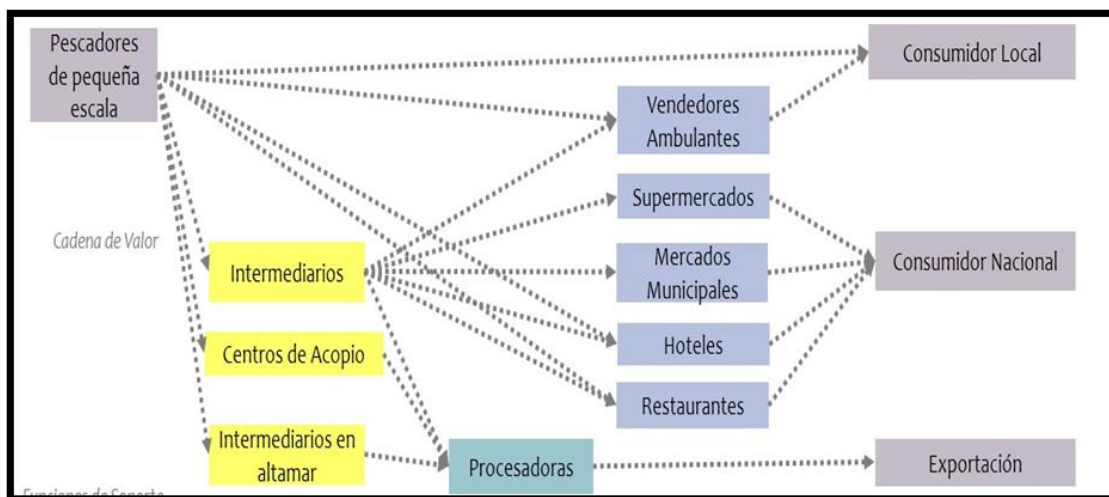 Pescadores
de pequeña
escala
Consumidor Local
Vendedores
Ambulantes
Supermercados
Cadena de Valor
Intermediarios
Mercados
Municipales
Consumidor Nacional
Hoteles
Centros de Acopio
Restaurantes
Intermediarios en
altamar
Procesadoras
Exportación